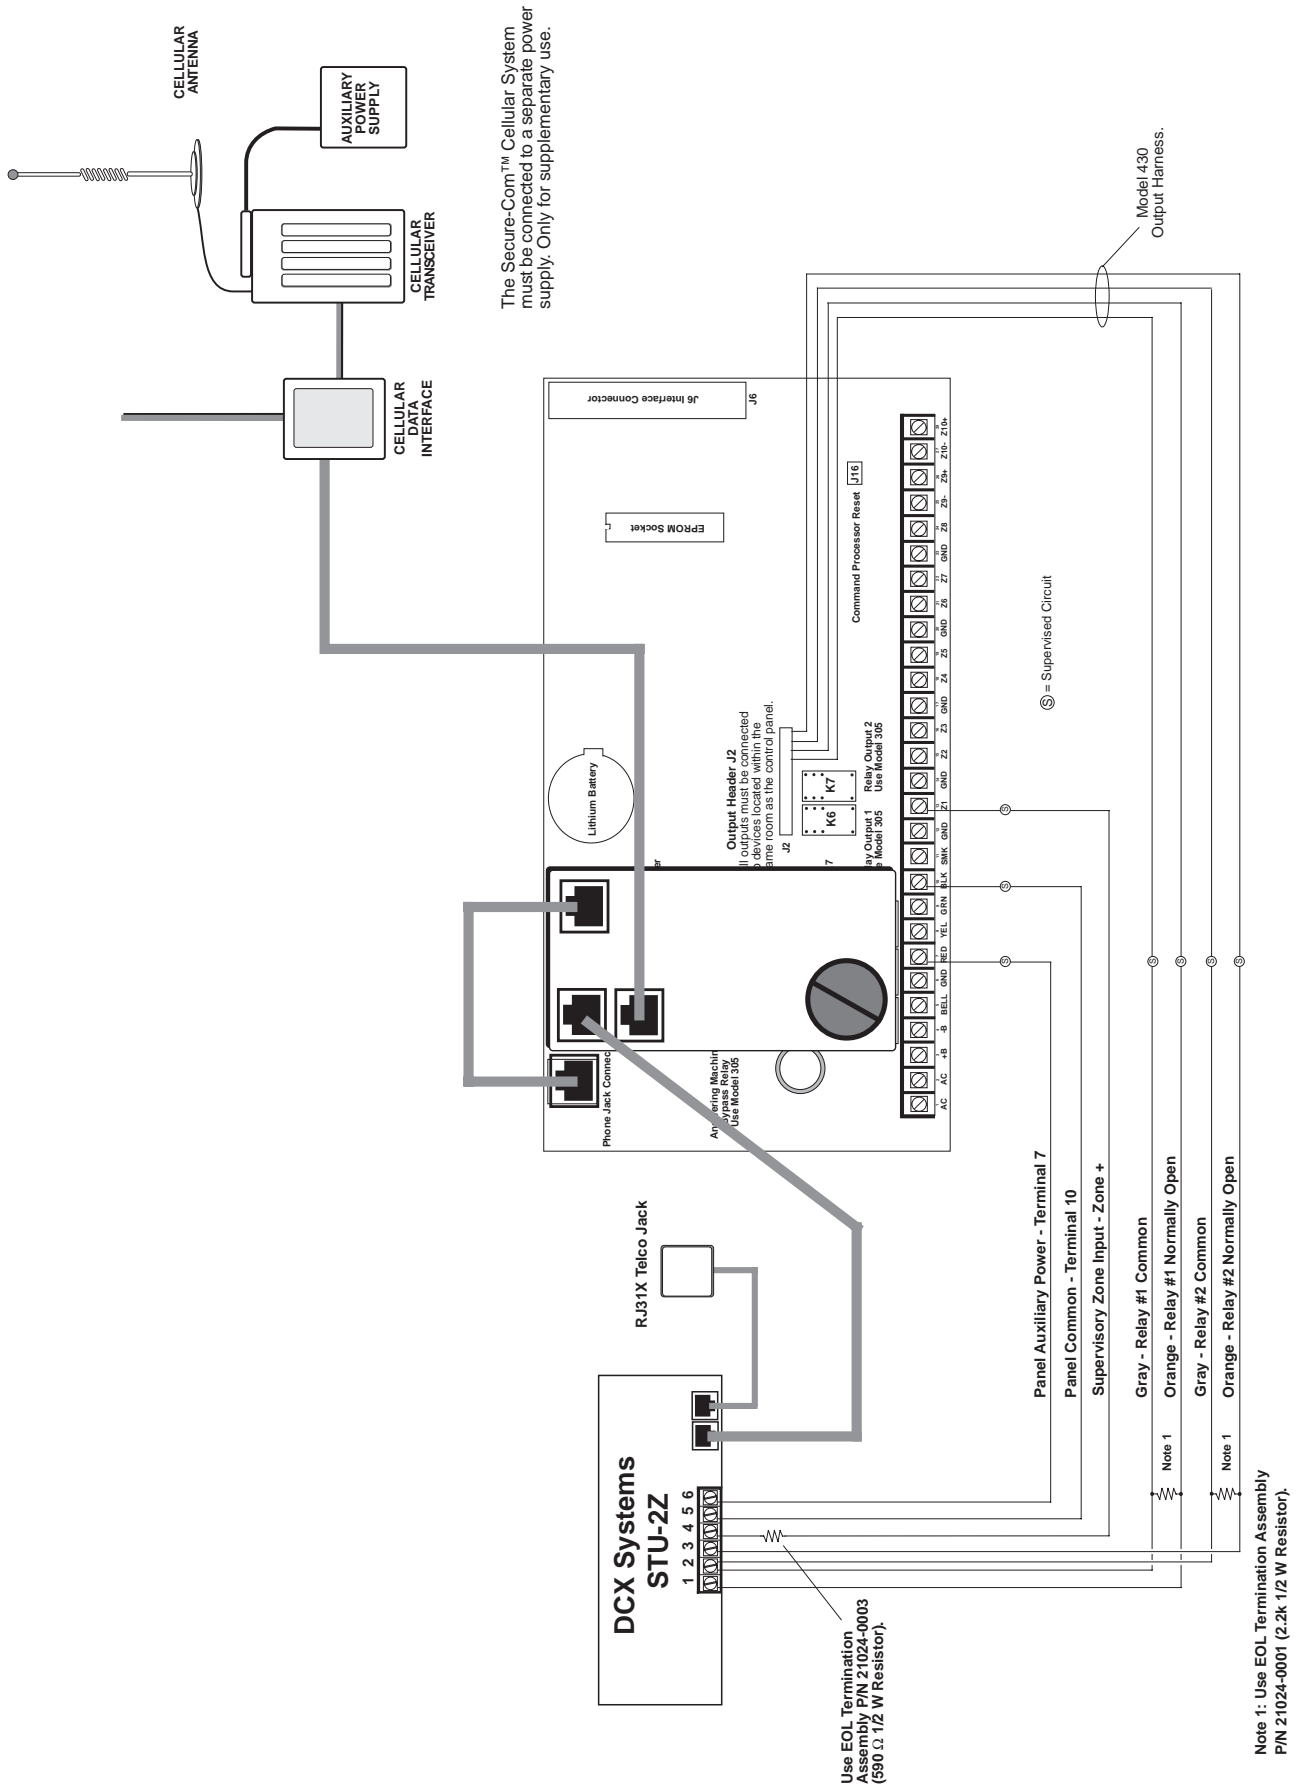 CELLULAR
ANTENNA
AUXILIARY
POWER
SUPPLY
CELLULAR
TRANSCEIVER
CELLULAR
DATA
INTERFACE
The Secure-Com™ Cellular System
must be connected to a separate power
supply. Only for supplementary use.
J6 Interface Connector
J6
EPROM Socket
Command Processor Reset
J16
Lithium Battery
Output Header J2
ll outputs must be connected
o devices located within the
ame room as the control panel.
J2
K6
K7
7
er
Relay Output 2
Use Model 305
lay Output 1
e Model 305
Phone Jack Connec
Answering Machin
Bypass Relay
Use Model 305
AC
AC
+B
-B
BELL
GND
RED
YEL
GRN
BLK
SMK
GND
Z1
GND
Z2
Z3
GND
Z4
Z5
GND
Z6
Z7
GND
Z8
Z9-
Z9+
Z10-
Z10+
Model 430
Output Harness.
Ⓢ = Supervised Circuit
S
S
S
S
S
S
S
RJ31X Telco Jack
DCX Systems
STU-2Z
1 2 3 4 5 6
Panel Auxiliary Power - Terminal 7
Panel Common - Terminal 10
Supervisory Zone Input - Zone +
Gray - Relay #1 Common
Orange - Relay #1 Normally Open
Gray - Relay #2 Common
Orange - Relay #2 Normally Open
Note 1
Note 1
Use EOL Termination
Assembly P/N 21024-0003
(590 Ω 1/2 W Resistor).
Note 1: Use EOL Termination Assembly
P/N 21024-0001 (2.2k 1/2 W Resistor).